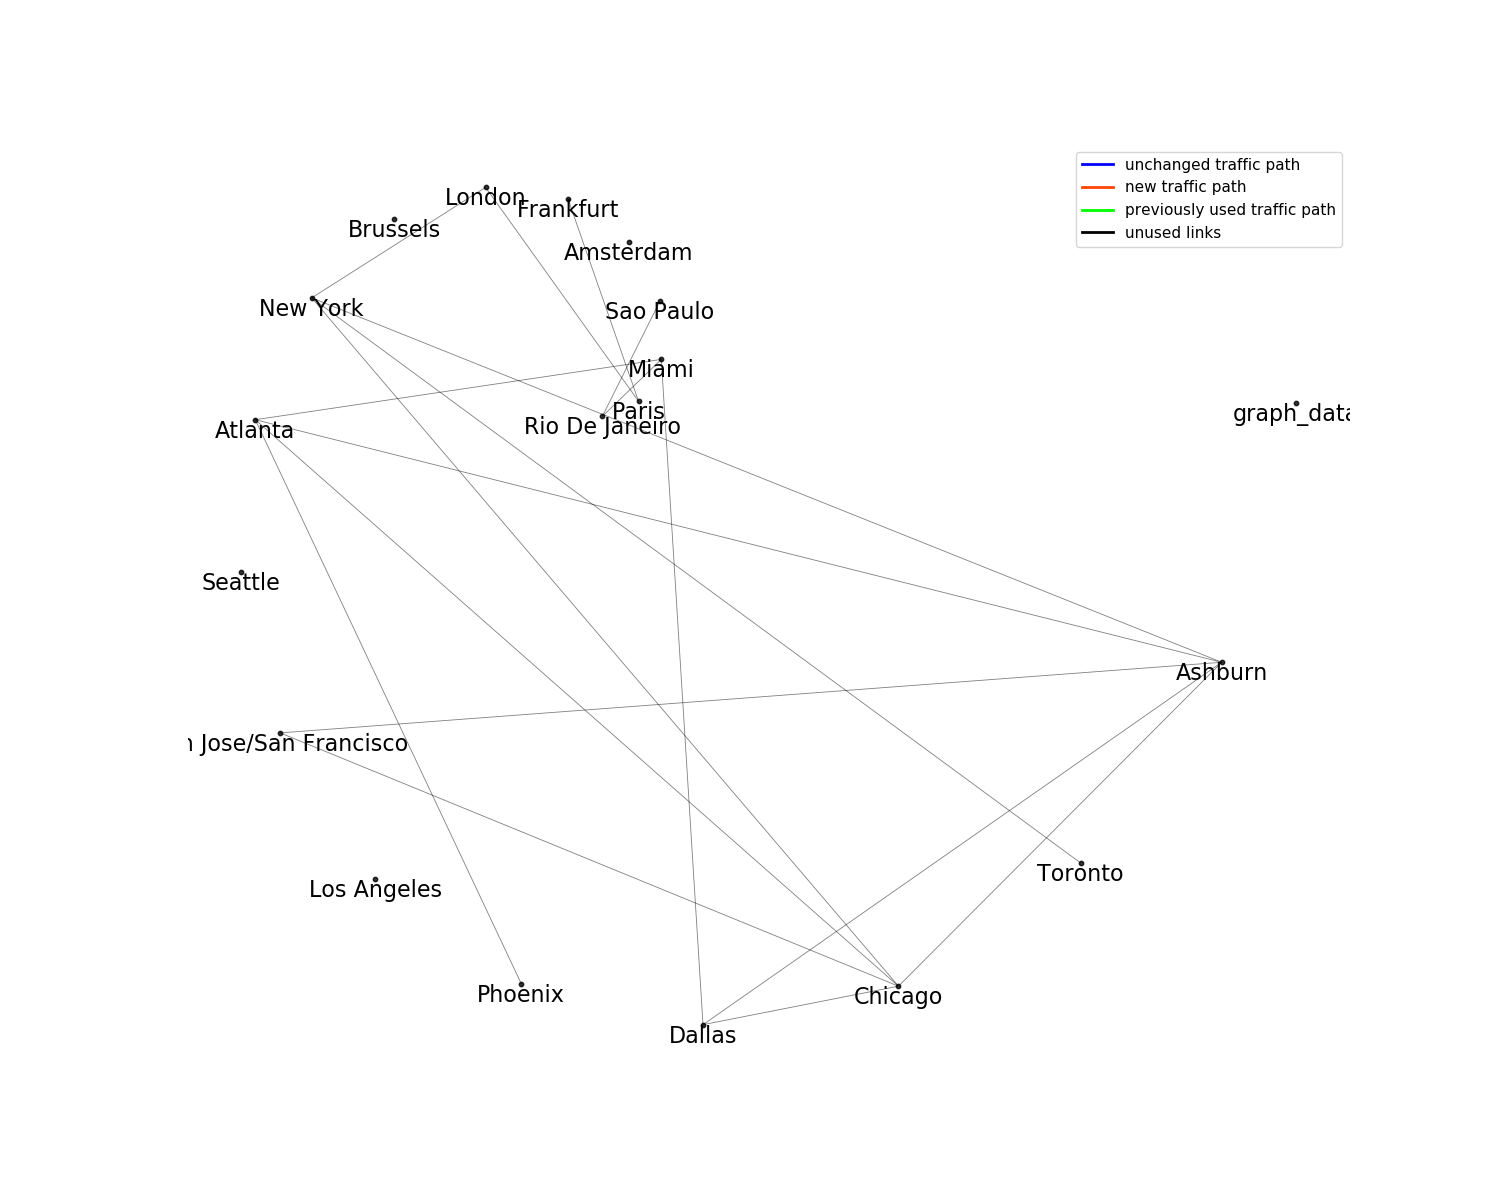 unchanged traffic path
new traffic path
previously used traffic path
unused links
London
Frankfurt
Brussels
Amsterdam
New York
Sao Paulo
Miami
Paris
graph_data
Rio De Janeiro
Atlanta
Seattle
Ashburn
n Jose/San Francisco
Toronto
Los Angeles
Phoenix
Chicago
Dallas